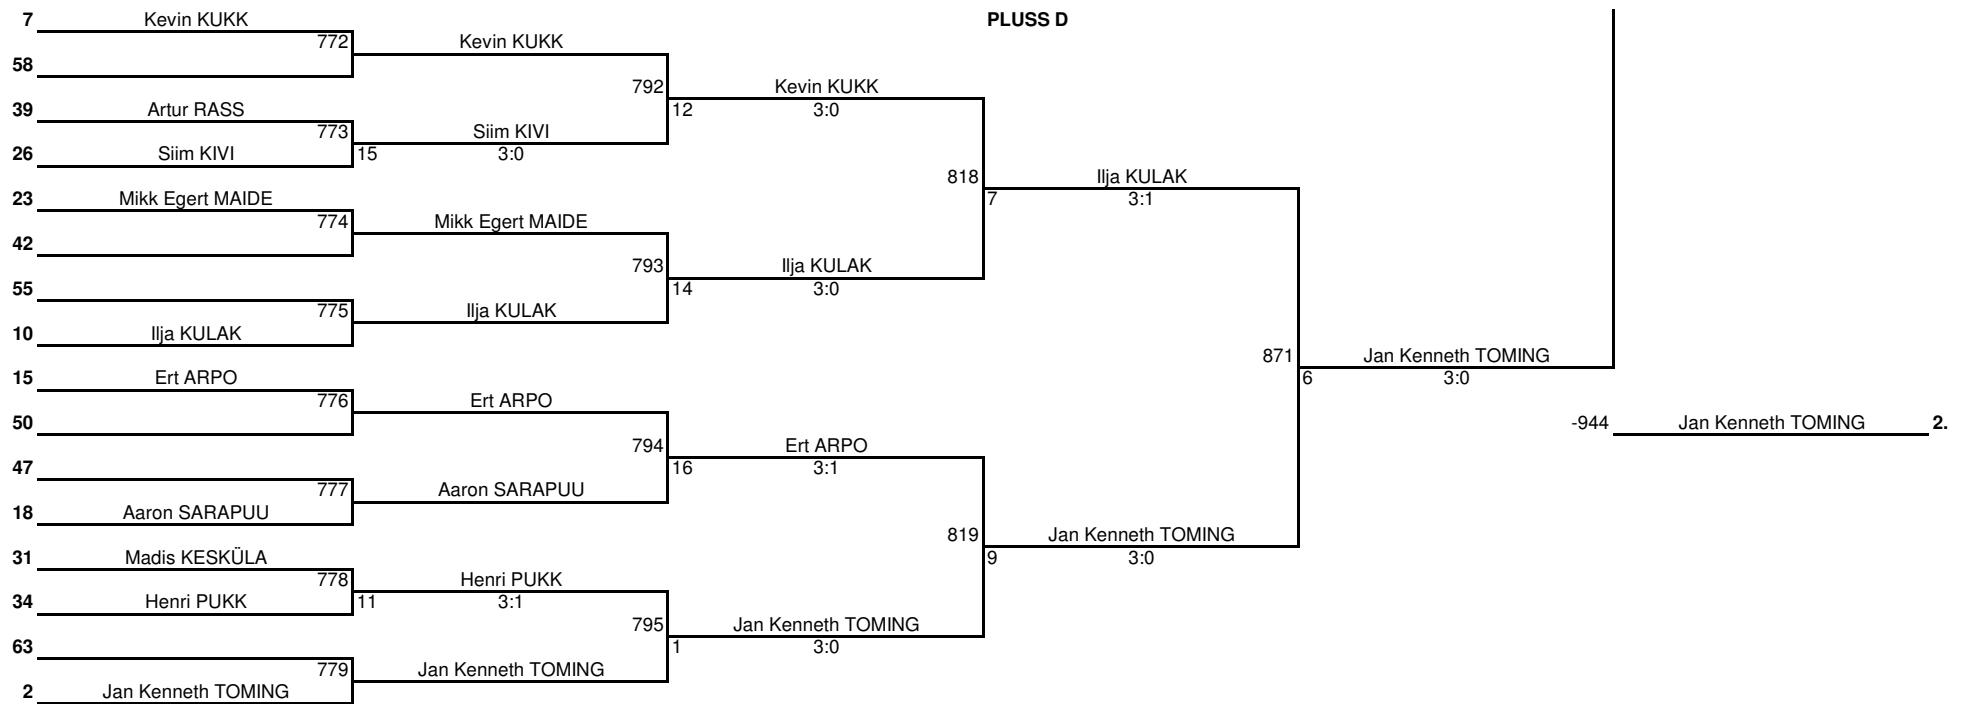 7 Kevin KUKK PLUSS D
772 Kevin KUKK
58
792 Kevin KUKK
39 Artur RASS 12 3:0
773 Siim KIVI
26 Siim KIVI 15 3:0
818 Ilja KULAK
23 Mikk Egert MAIDE 7 3:1
774 Mikk Egert MAIDE
42
793 Ilja KULAK
55 14 3:0
775 Ilja KULAK
10 Ilja KULAK
871 Jan Kenneth TOMING
15 Ert ARPO 6 3:0
776 Ert ARPO
50 -944 Jan Kenneth TOMING 2.
794 Ert ARPO
47 16 3:1
777 Aaron SARAPUU
18 Aaron SARAPUU
819 Jan Kenneth TOMING
31 Madis KESKÜLA 9 3:0
778 Henri PUKK
34 Henri PUKK 11 3:1
795 Jan Kenneth TOMING
63 1 3:0
779 Jan Kenneth TOMING
2 Jan Kenneth TOMING